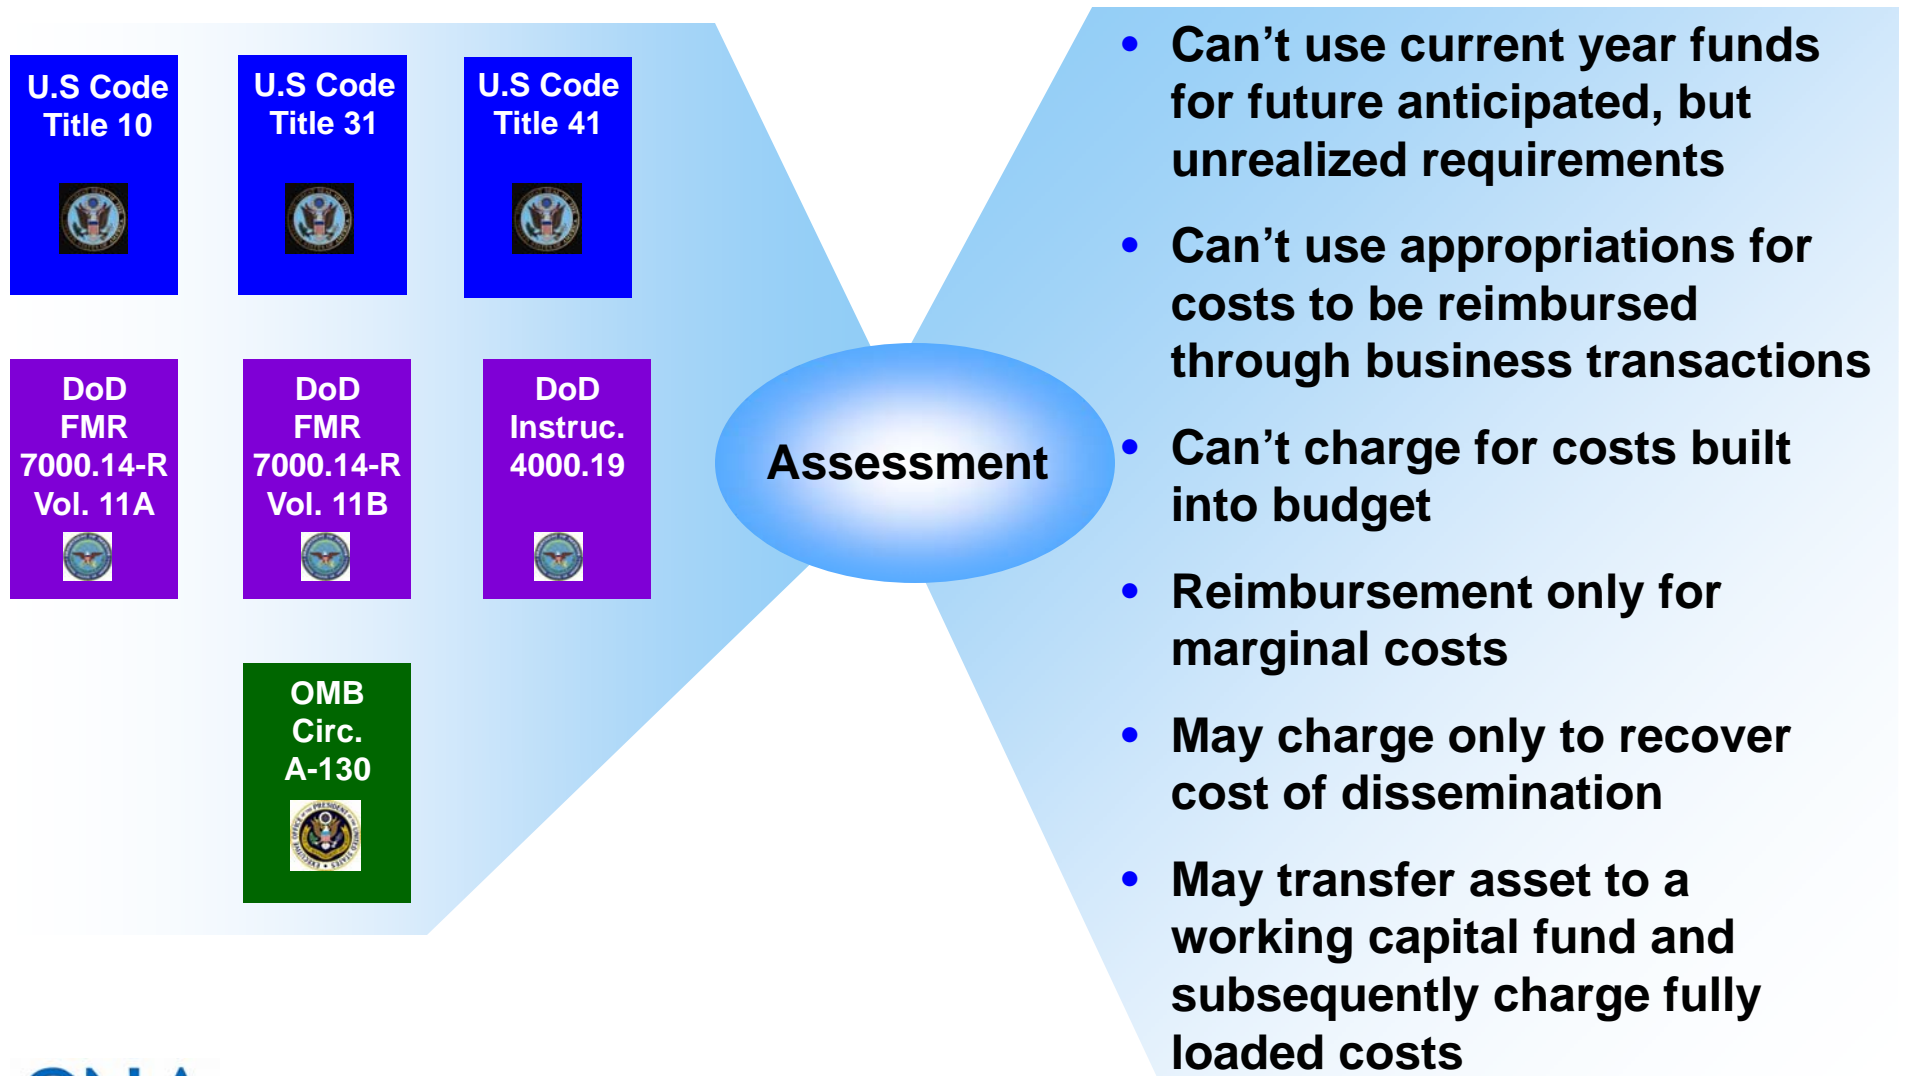 U.S Code
Title 10
U.S Code
Title 31
U.S Code
Title 41
DoD
FMR
7000.14-R
Vol. 11A
DoD
FMR
7000.14-R
Vol. 11B
DoD
Instruc.
4000.19
OMB
Circ.
A-130
Assessment
• Can’t use current year funds
for future anticipated, but
unrealized requirements
• Can’t use appropriations for
costs to be reimbursed
through business transactions
• Can’t charge for costs built
into budget
• Reimbursement only for
marginal costs
• May charge only to recover
cost of dissemination
• May transfer asset to a
working capital fund and
subsequently charge fully
loaded costs